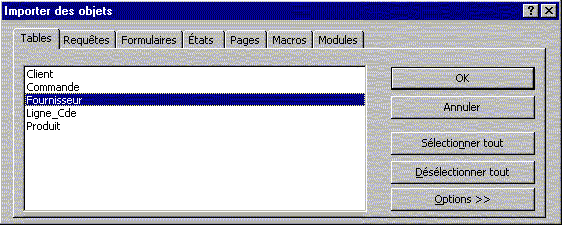 Importer des objets
Tables Requêtes Formulaires États Pages Macros Modules
Client
Commande
Fournisseur
Ligne_Cde
Produit
OK
Annuler
Sélectionner tout
Désélectionner tout
Options >>